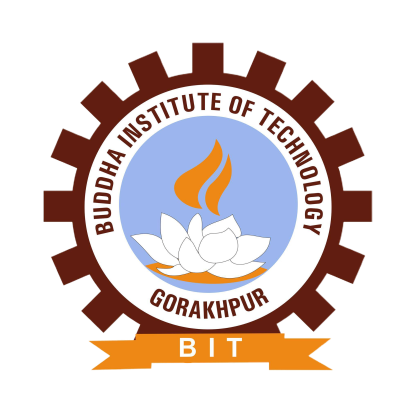 BUDDHA INSTITUTE OF TECHNOLOGY
GORAKHPUR
BIT